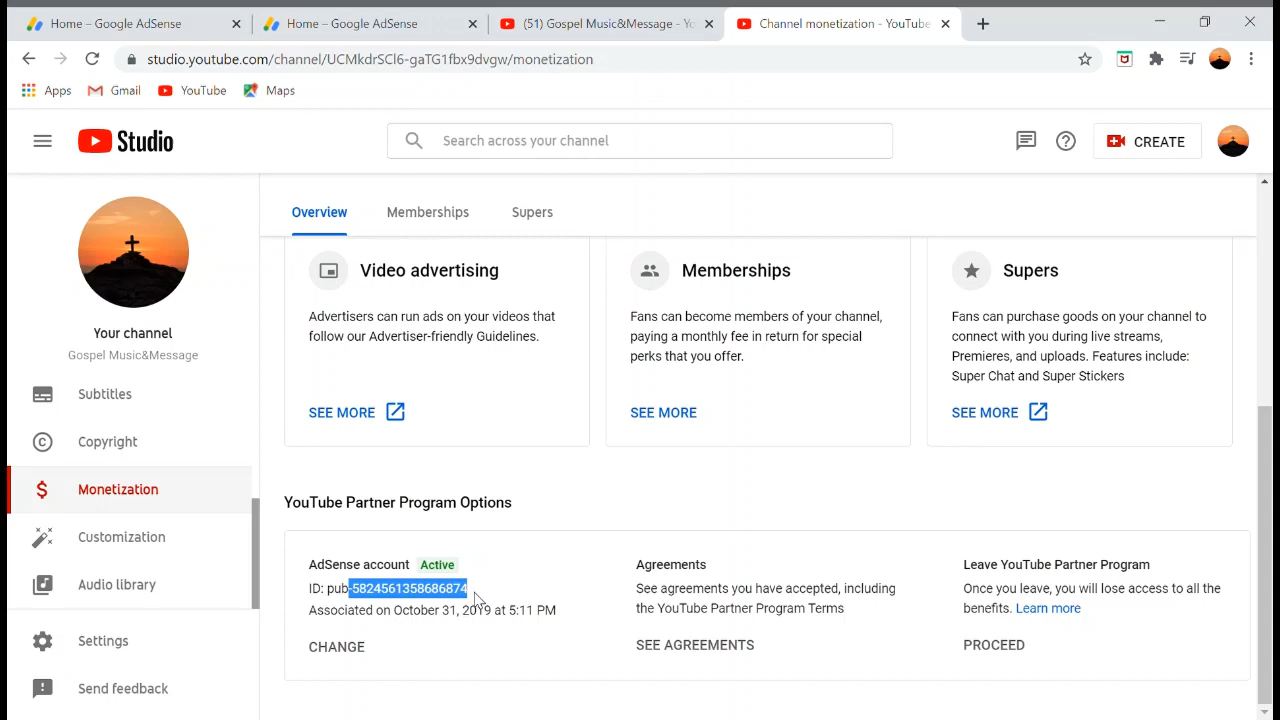 Home – Google AdSense
Home – Google AdSense
(51) Gospel Music&Message - Yo
Channel monetization - YouTube
studio.youtube.com/channel/UCMkdrSCl6-gaTG1fbx9dvgw/monetization
Apps
Gmail
YouTube
Maps
Studio
Search across your channel
CREATE
Your channel
Gospel Music&Message
Subtitles
Copyright
Monetization
Customization
Audio library
Settings
Send feedback
Overview
Memberships
Supers
Video advertising
Advertisers can run ads on your videos that
follow our Advertiser-friendly Guidelines.
SEE MORE
Memberships
Fans can become members of your channel,
paying a monthly fee in return for special
perks that you offer.
SEE MORE
Supers
Fans can purchase goods on your channel to
connect with you during live streams,
Premieres, and uploads. Features include:
Super Chat and Super Stickers
SEE MORE
YouTube Partner Program Options
AdSense account Active
ID: pub-5824561358686874
Associated on October 31, 2019 at 5:11 PM
CHANGE
Agreements
See agreements you have accepted, including
the YouTube Partner Program Terms
SEE AGREEMENTS
Leave YouTube Partner Program
Once you leave, you will lose access to all the
benefits. Learn more
PROCEED